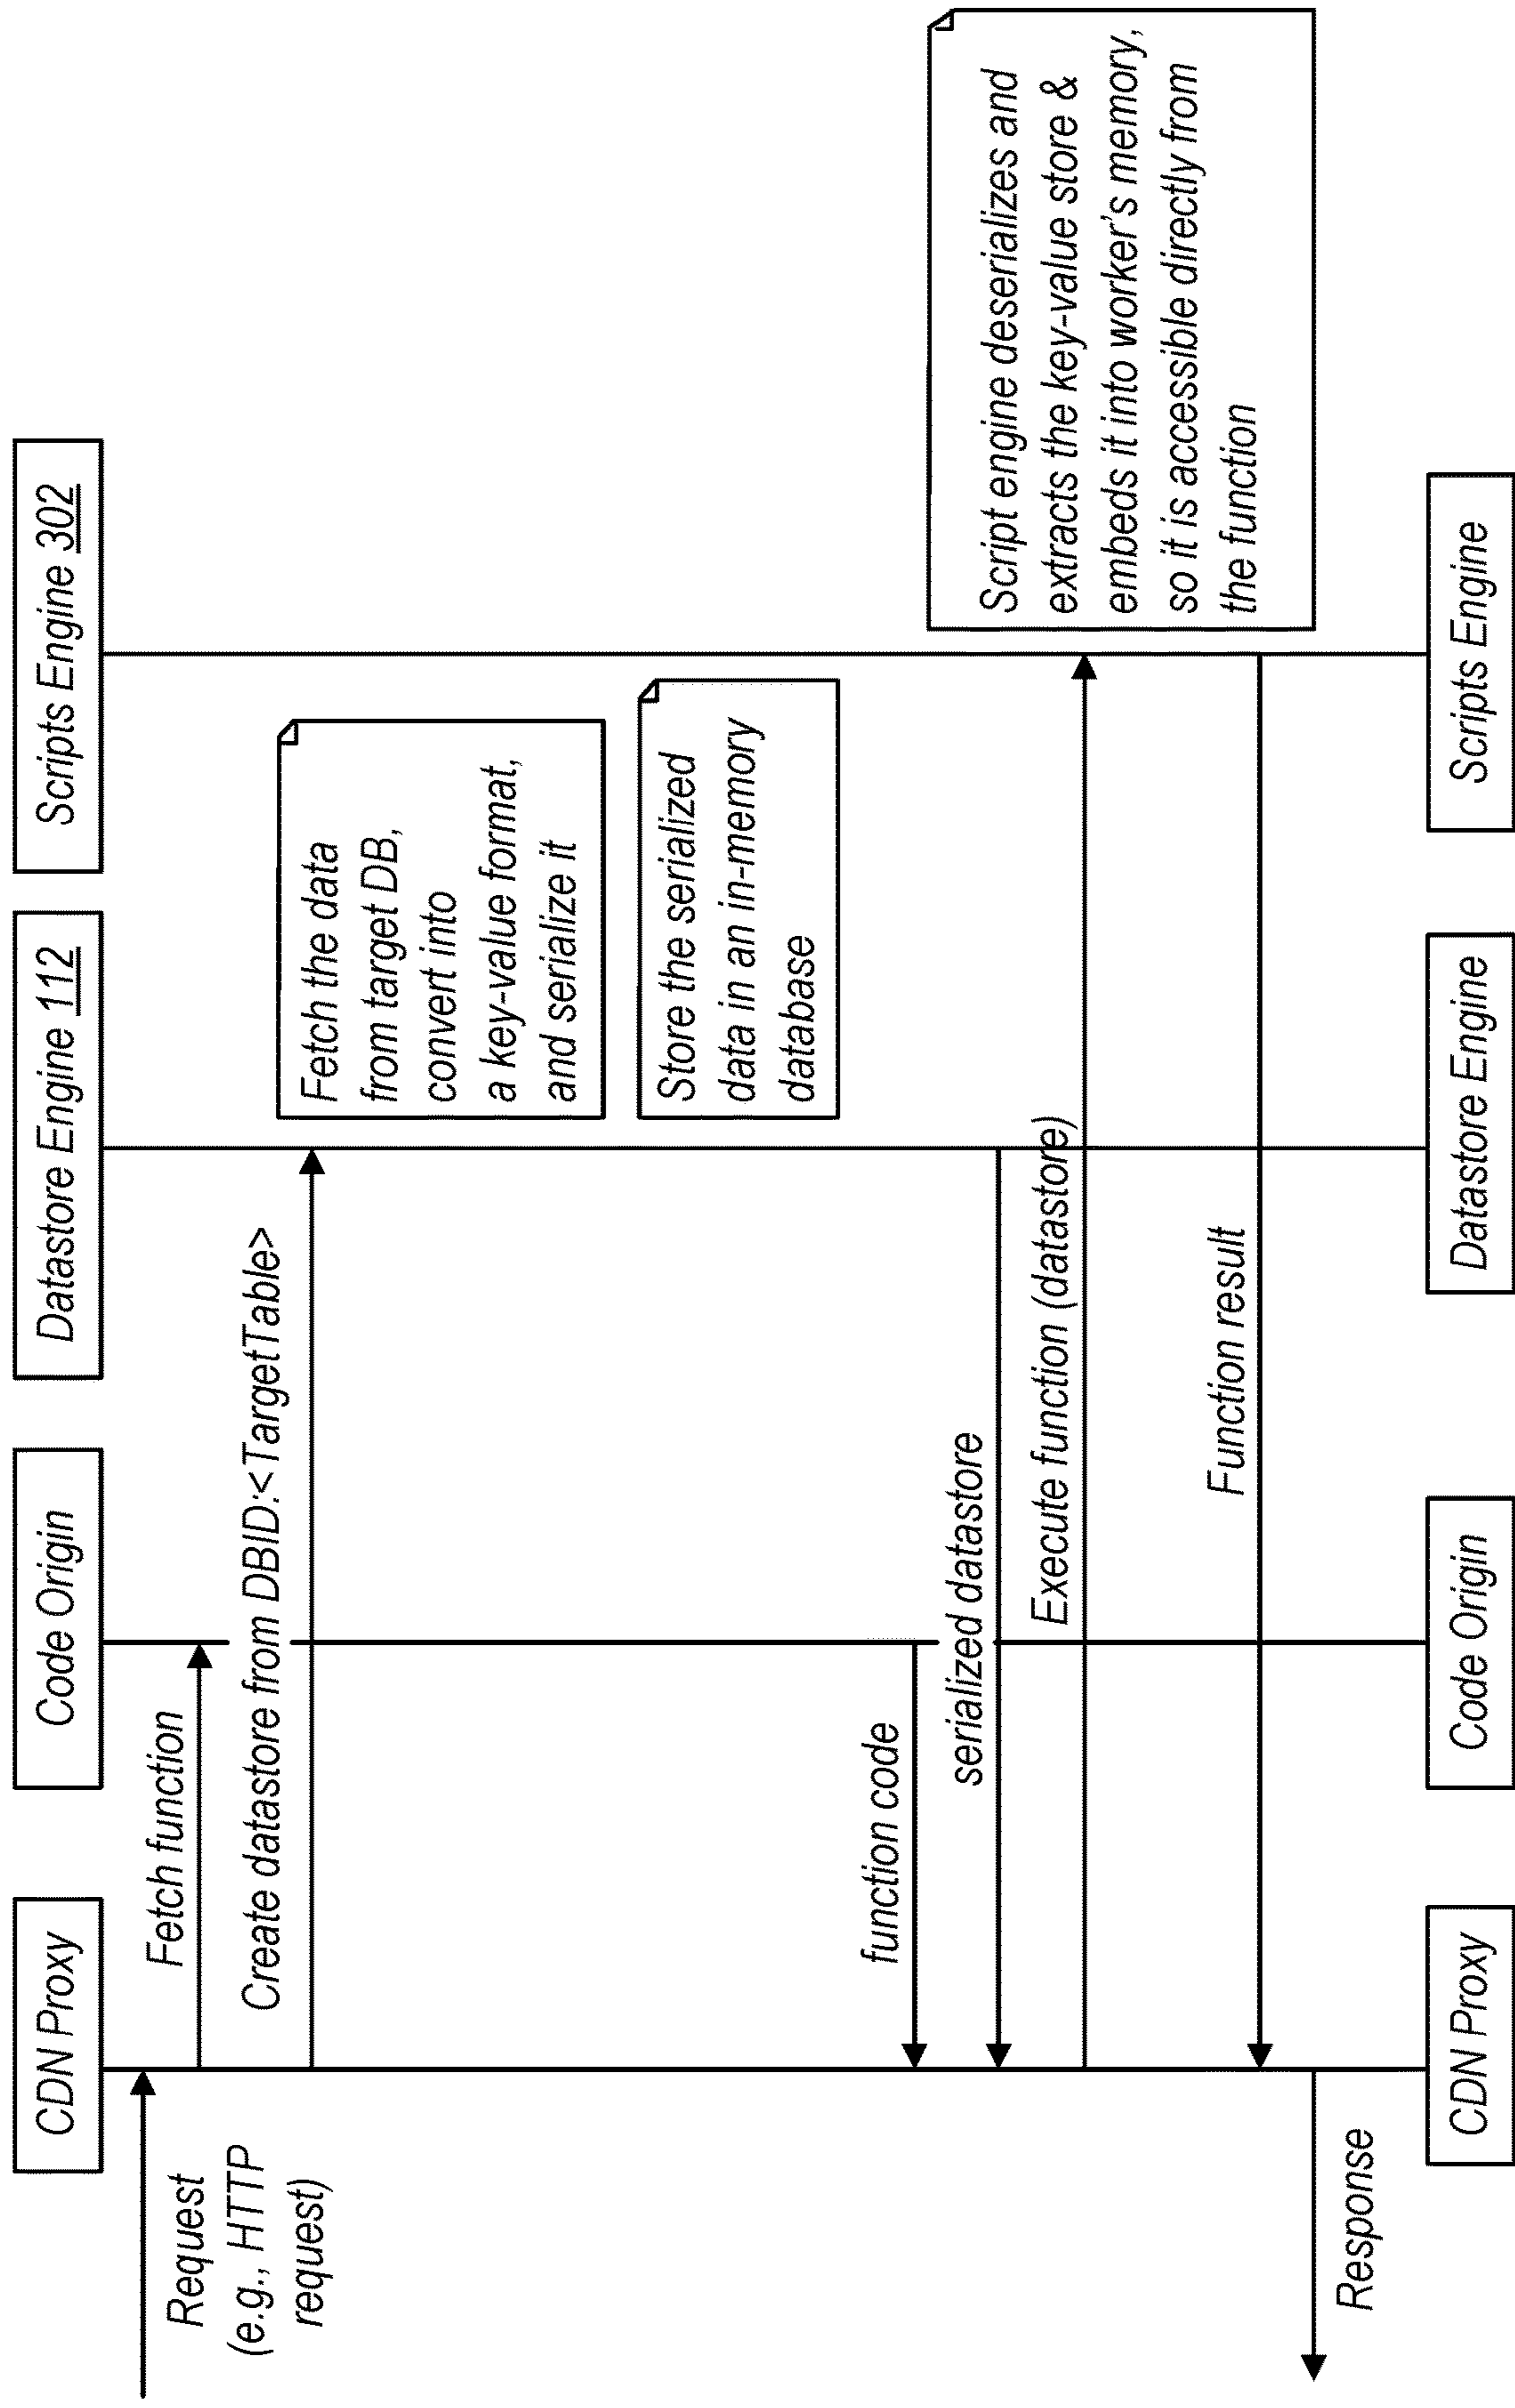 CDN Proxy
Code Origin
Datastore Engine 112
Scripts Engine 302
Request
(e.g., HTTP
request)
Fetch function
Create datastore from DBID:<TargetTable>
Fetch the data
from target DB,
convert into
a key-value format,
and serialize it
Store the serialized
data in an in-memory
database
function code
serialized datastore
Execute function (datastore)
Script engine deserializes and
extracts the key-value store &
embeds it into worker's memory,
so it is accessible directly from
the function
Function result
Response
CDN Proxy
Code Origin
Datastore Engine
Scripts Engine